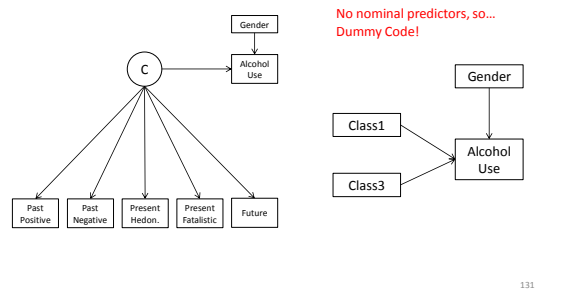 No nominal predictors, so…
Dummy Code!
Gender
C
Alcohol
Use
Past
Positive
Past
Negative
Present
Hedon.
Present
Fatalistic
Future
Gender
Class1
Alcohol
Use
Class3
131